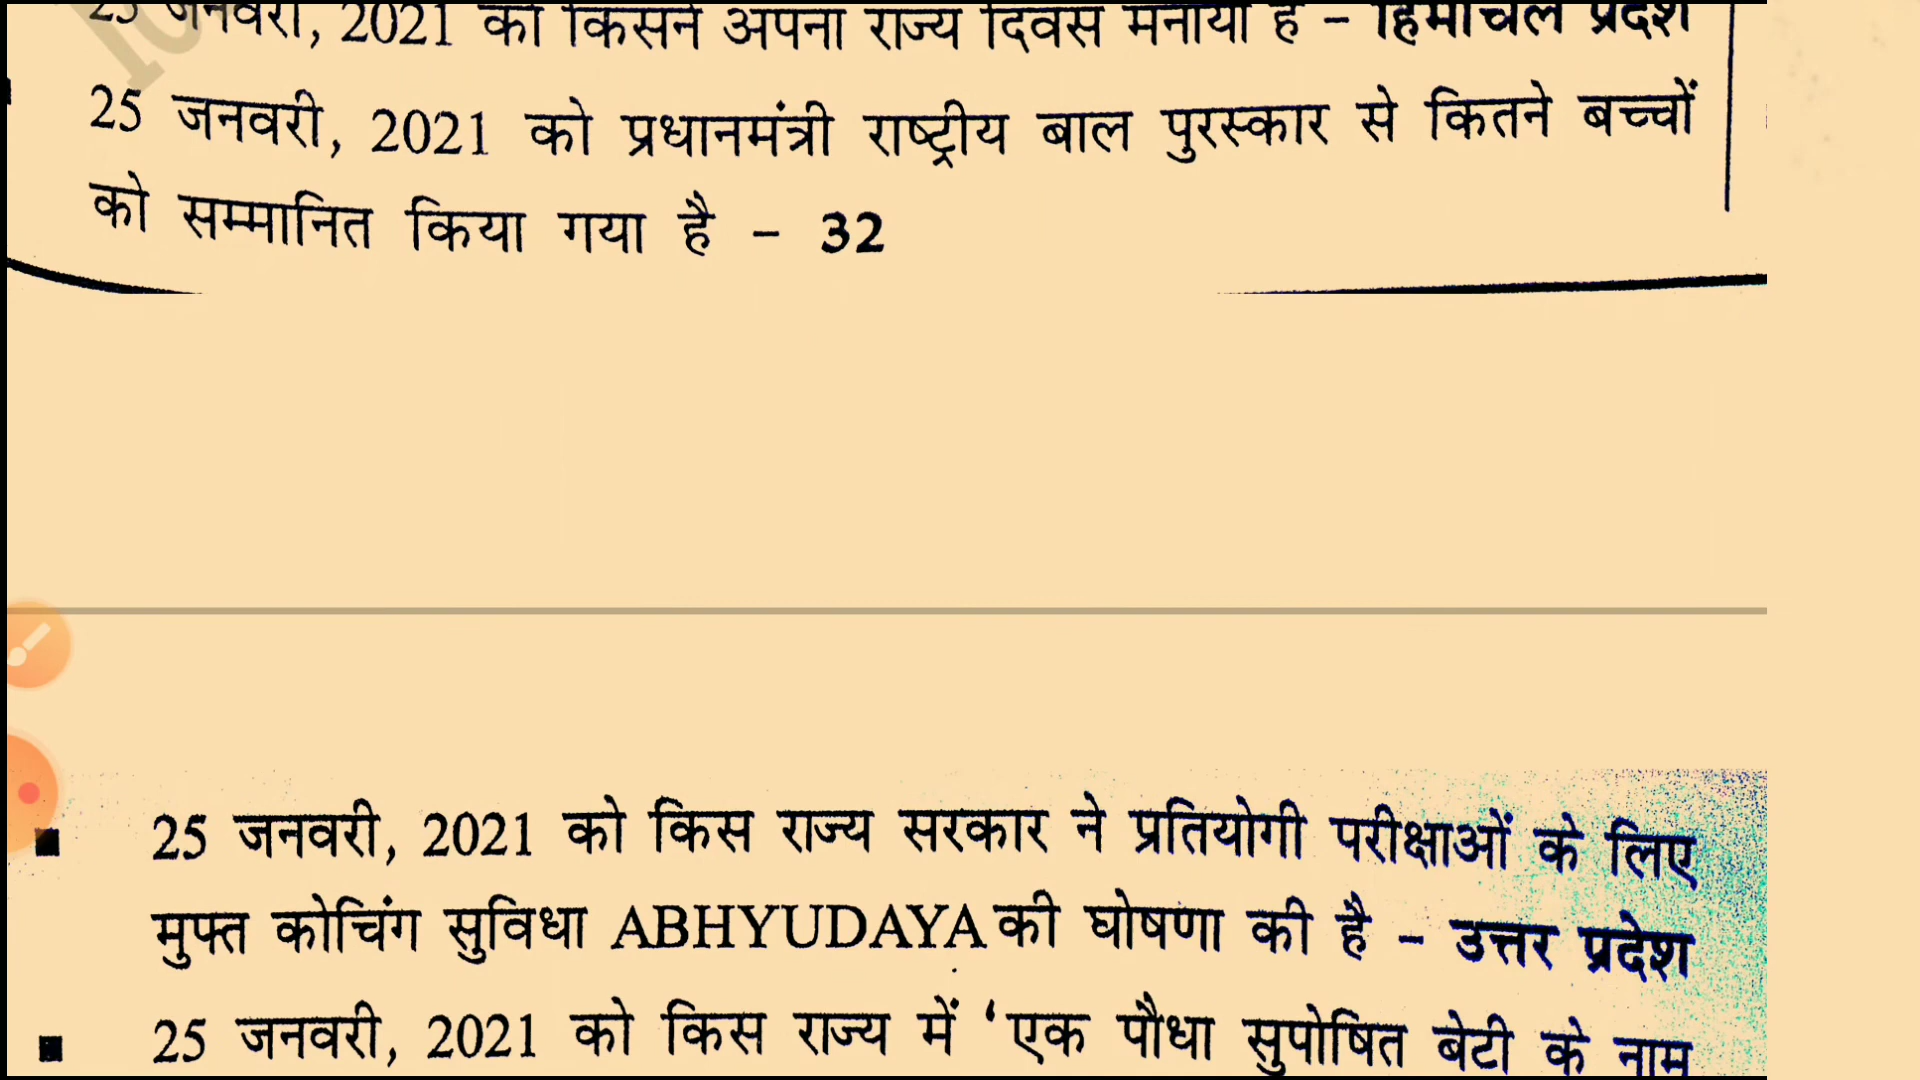 25 जनवरी, 2021 को किसने अपना राज्य दिवस मनाया है – हिमाचल प्रदेश
25 जनवरी, 2021 को प्रधानमंत्री राष्ट्रीय बाल पुरस्कार से कितने बच्चों
को सम्मानित किया गया है – 32
25 जनवरी, 2021 को किस राज्य सरकार ने प्रतियोगी परीक्षाओं के लिए
मुफ्त कोचिंग सुविधा ABHYUDAYA की घोषणा की है – उत्तर प्रदेश
25 जनवरी, 2021 को किस राज्य में ‘एक पौधा सुपोषित बेटी के नाम